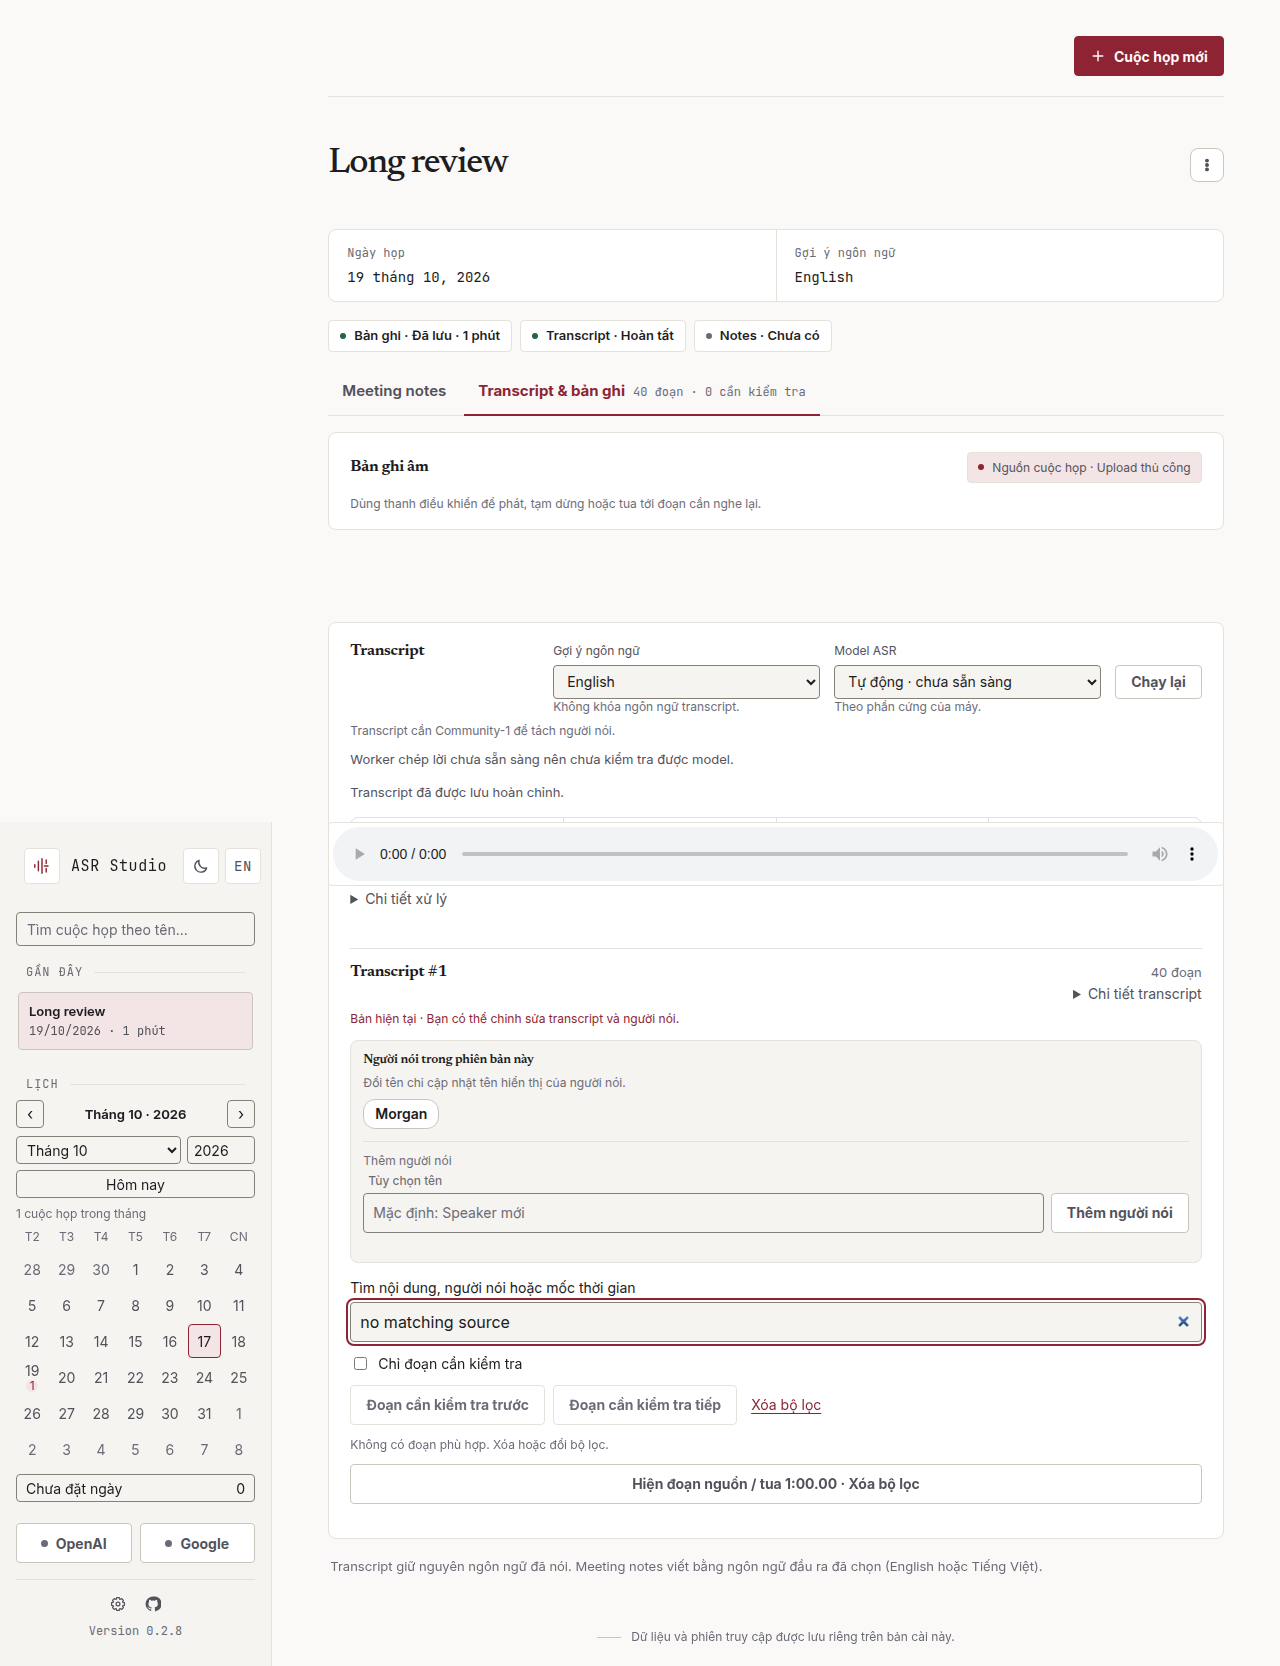 Cuộc họp mới
Long review
Ngày họp
19 tháng 10, 2026
Gợi ý ngôn ngữ
English
Bản ghi · Đã lưu · 1 phút
Transcript · Hoàn tất
Notes · Chưa có
Meeting notes
Transcript & bản ghi 40 đoạn · 0 cần kiểm tra
Bản ghi âm
Nguồn cuộc họp · Upload thủ công
Dùng thanh điều khiển để phát, tạm dừng hoặc tua tới đoạn cần nghe lại.
Transcript
Gợi ý ngôn ngữ
English
Không khóa ngôn ngữ transcript.
Model ASR
Tự động · chưa sẵn sàng
Theo phần cứng của máy.
Chạy lại
Transcript cần Community-1 để tách người nói.
Worker chép lời chưa sẵn sàng nên chưa kiểm tra được model.
Transcript đã được lưu hoàn chỉnh.
0:00 / 0:00
Chi tiết xử lý
Transcript #1
40 đoạn
Chi tiết transcript
Bản hiện tại · Bạn có thể chỉnh sửa transcript và người nói.
Người nói trong phiên bản này
Đổi tên chỉ cập nhật tên hiển thị của người nói.
Morgan
Thêm người nói
Tùy chọn tên
Mặc định: Speaker mới
Thêm người nói
Tìm nội dung, người nói hoặc mốc thời gian
no matching source
Chỉ đoạn cần kiểm tra
Đoạn cần kiểm tra trước
Đoạn cần kiểm tra tiếp
Xóa bộ lọc
Không có đoạn phù hợp. Xóa hoặc đổi bộ lọc.
Hiện đoạn nguồn / tua 1:00.00 · Xóa bộ lọc
Transcript giữ nguyên ngôn ngữ đã nói. Meeting notes viết bằng ngôn ngữ đầu ra đã chọn (English hoặc Tiếng Việt).
Dữ liệu và phiên truy cập được lưu riêng trên bản cài này.
ASR Studio
EN
Tìm cuộc họp theo tên...
GẦN ĐÂY
Long review
19/10/2026 · 1 phút
LỊCH
‹ Tháng 10 · 2026 ›
Tháng 10
2026
Hôm nay
1 cuộc họp trong tháng
T2 T3 T4 T5 T6 T7 CN
28 29 30 1 2 3 4
5 6 7 8 9 10 11
12 13 14 15 16 17 18
19 20 21 22 23 24 25
1
26 27 28 29 30 31 1
2 3 4 5 6 7 8
Chưa đặt ngày 0
OpenAI
Google
Version 0.2.8